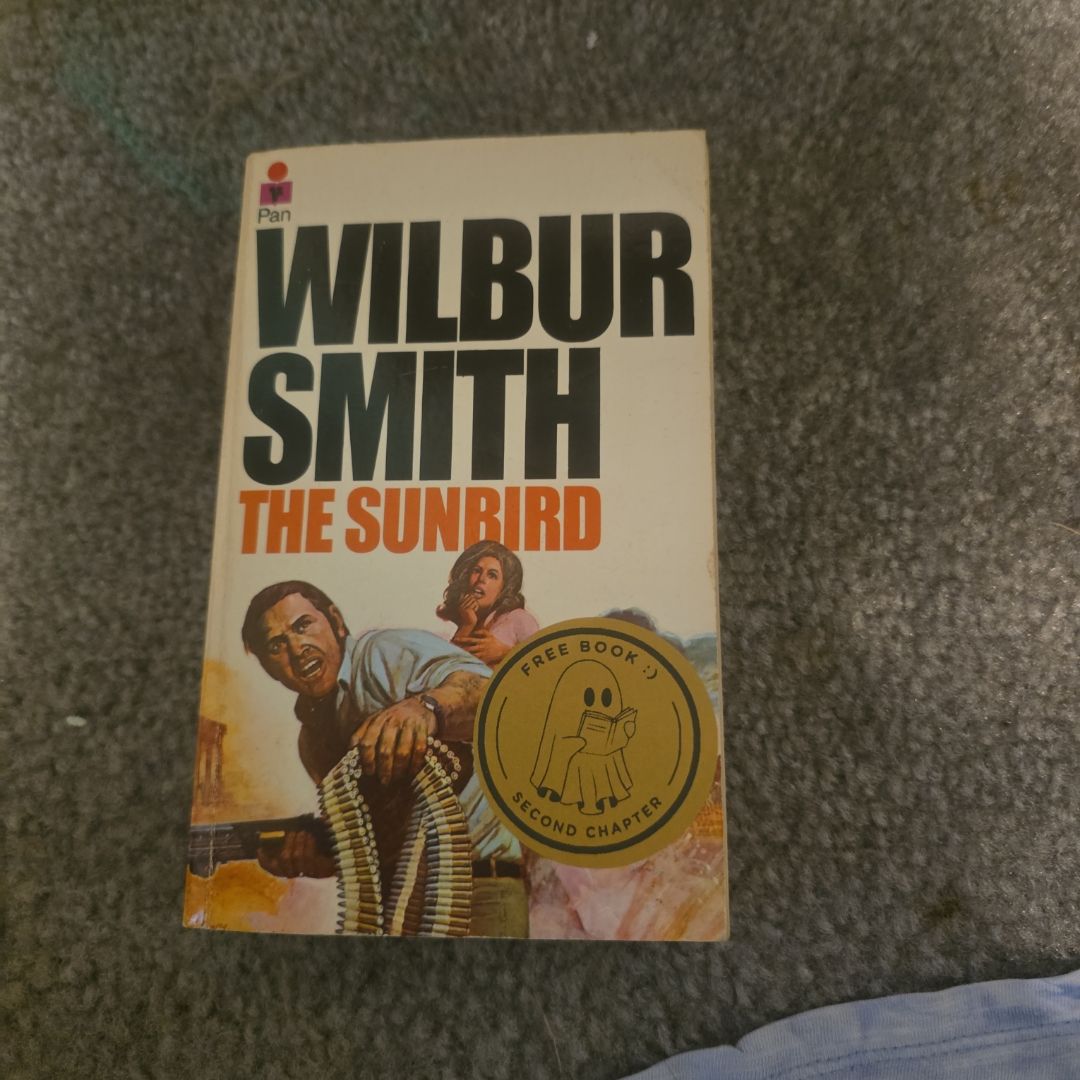 Pan
WILBUR
SMITH
THE SUNBIRD
FREE BOOK :)
SECOND CHAPTER